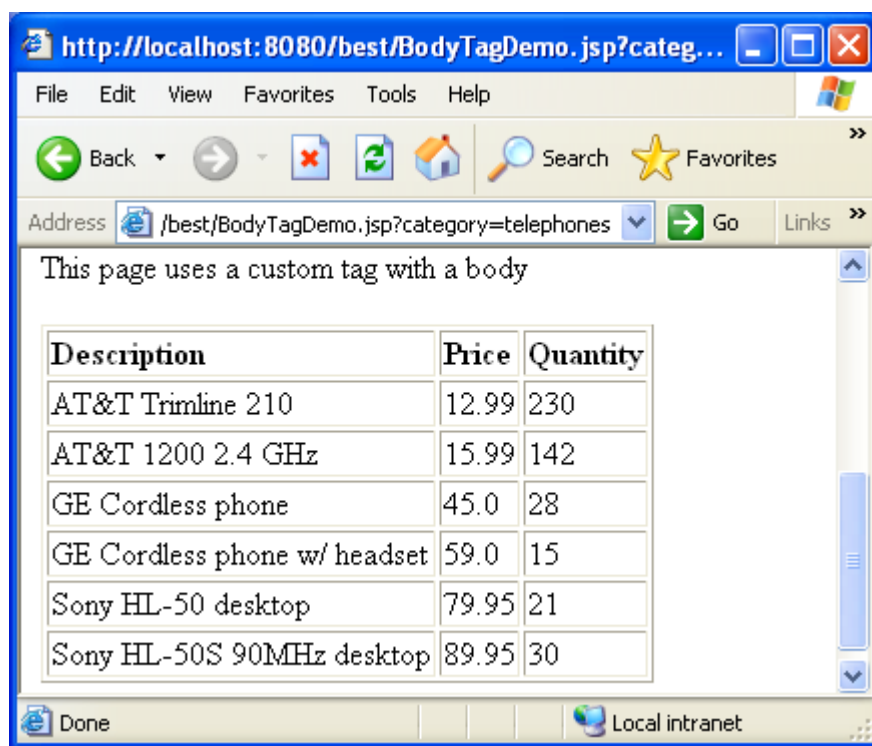 http://localhost:8080/best/BodyTagDemo.jsp?categ...
File Edit View Favorites Tools Help
Back Search Favorites »
Address /best/BodyTagDemo.jsp?category=telephones Go Links »
This page uses a custom tag with a body
Description Price Quantity
AT&T Trimline 210 12.99 230
AT&T 1200 2.4 GHz 15.99 142
GE Cordless phone 45.0 28
GE Cordless phone w/ headset 59.0 15
Sony HL-50 desktop 79.95 21
Sony HL-50S 90MHz desktop 89.95 30
Done Local intranet